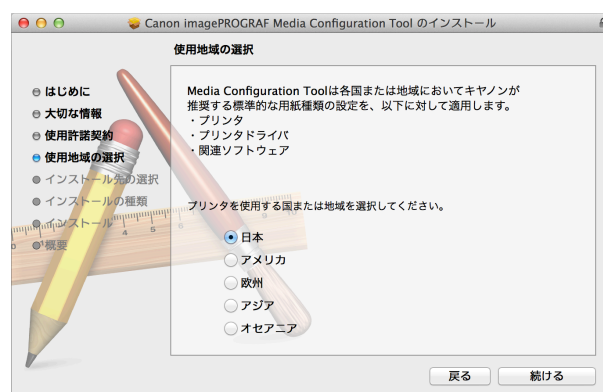 Canon imagePROGRAF Media Configuration Tool のインストール
使用地域の選択
はじめに
大切な情報
使用許諾契約
使用地域の選択
インストール先の選択
インストールの種類
インストール
概要
Media Configuration Toolは各国または地域においてキヤノンが
推奨する標準的な用紙種類の設定を、以下に対して適用します。
・プリンタ
・プリンタドライバ
・関連ソフトウェア
プリンタを使用する国または地域を選択してください。
日本
アメリカ
欧州
アジア
オセアニア
戻る
続ける